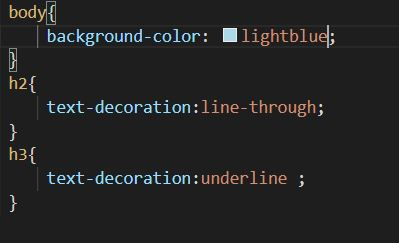 body{
    background-color: lightblue;
}
h2{
    text-decoration:line-through;
}
h3{
    text-decoration:underline ;
}